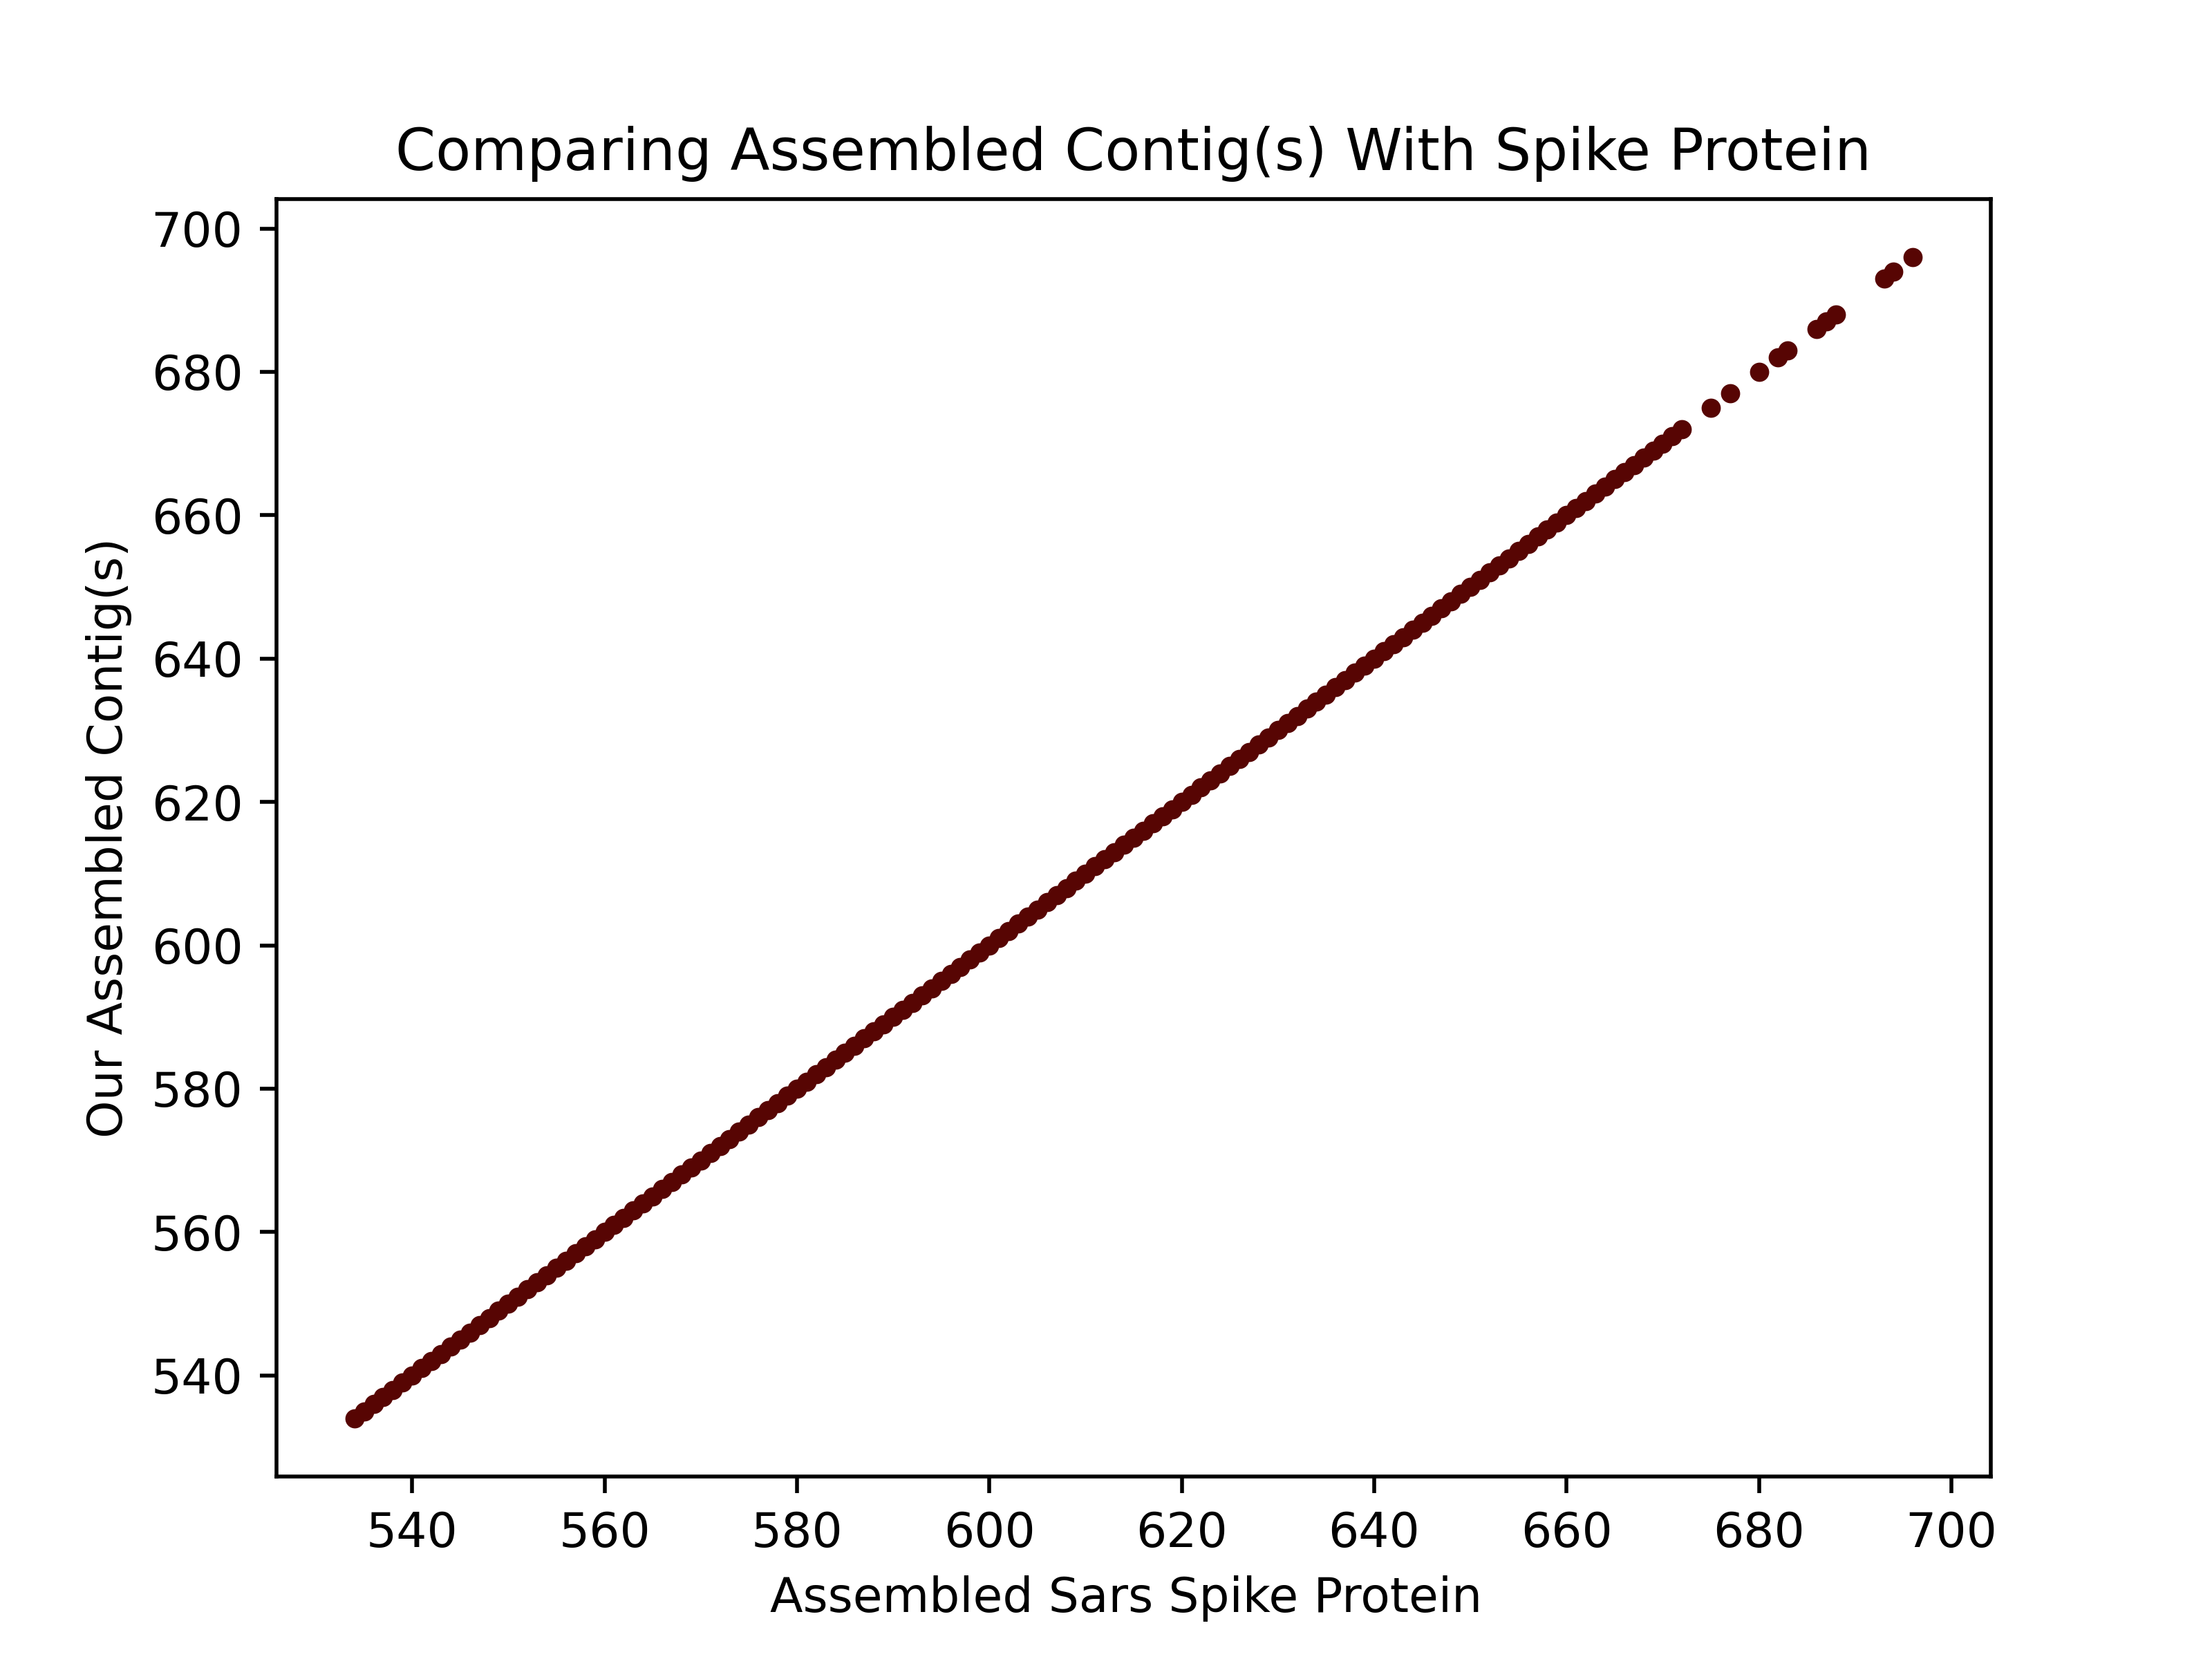 Comparing Assembled Contig(s) With Spike Protein
700
680
660
640
620
600
580
560
540
Our Assembled Contig(s)
540 560 580 600 620 640 660 680 700
Assembled Sars Spike Protein